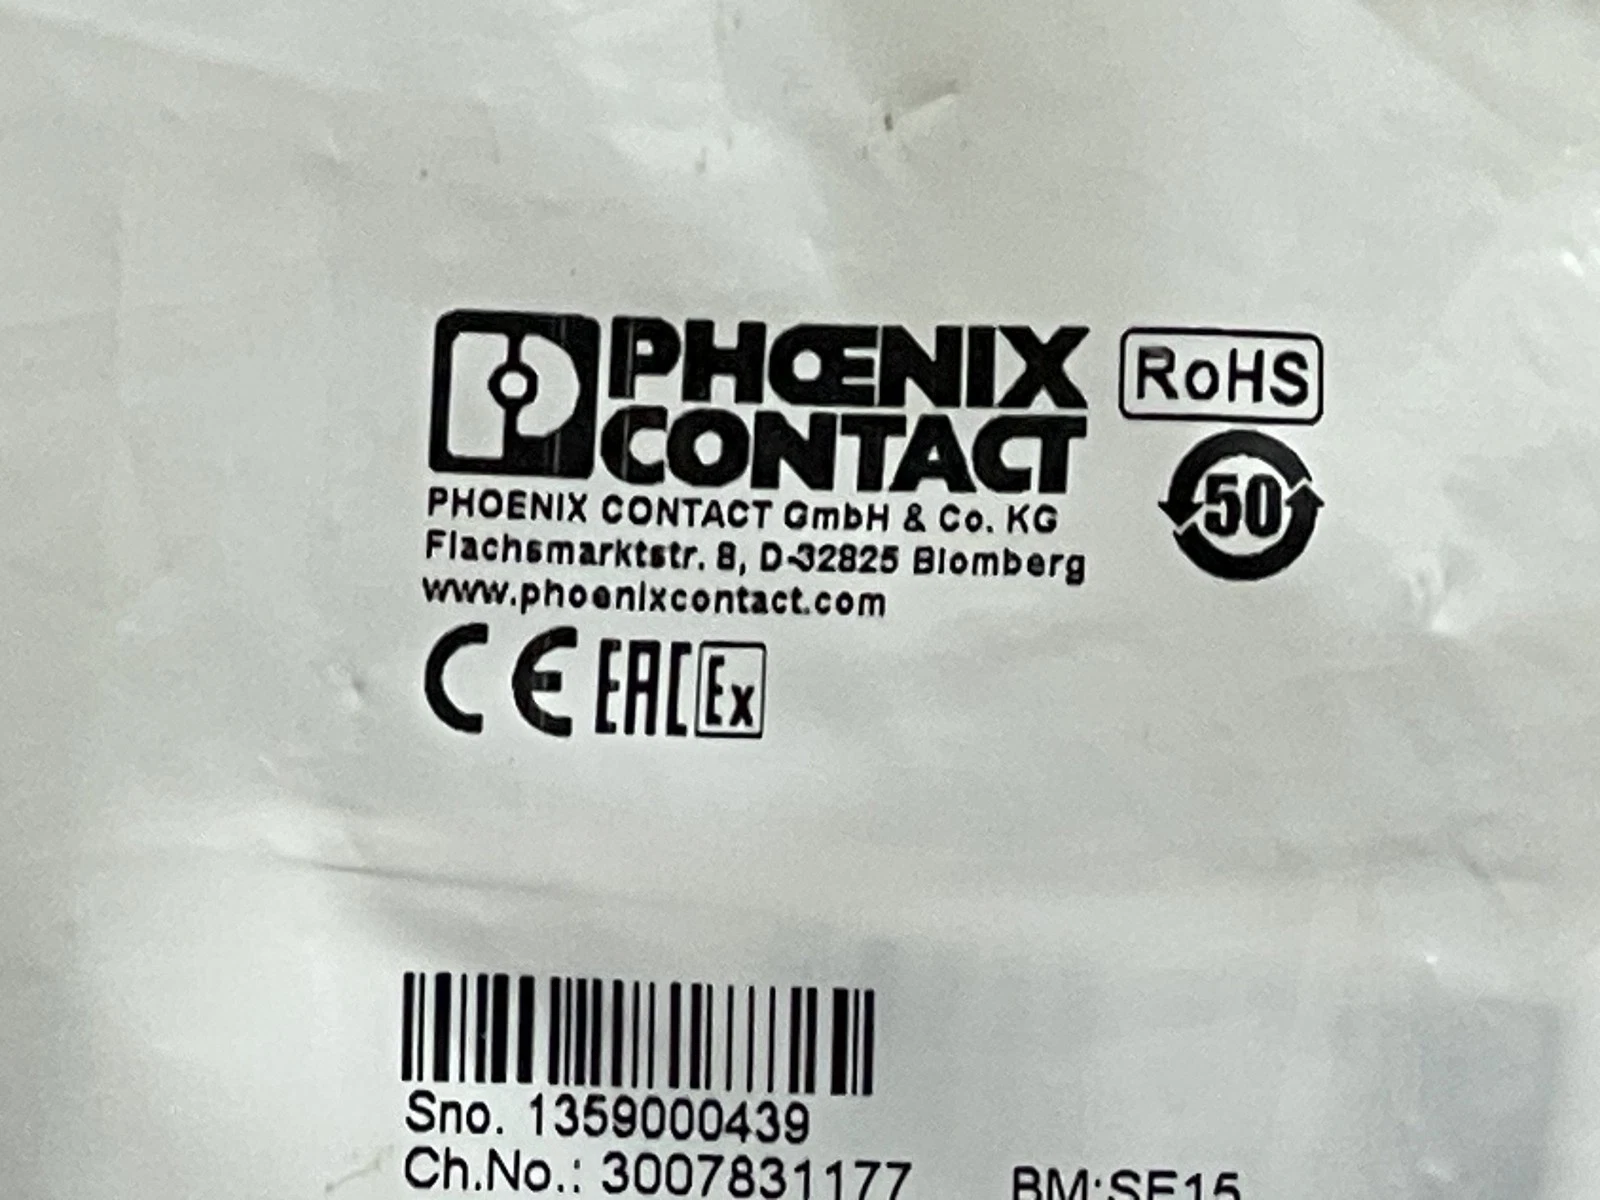 PHŒNIX
CONTACT
RoHS
50
PHOENIX CONTACT GmbH & Co. KG
Flachsmarktstr. 8, D-32825 Blomberg
www.phoenixcontact.com
CE EAC Ex
Sno. 1359000439
Ch.No.: 3007831177 BM:SE15